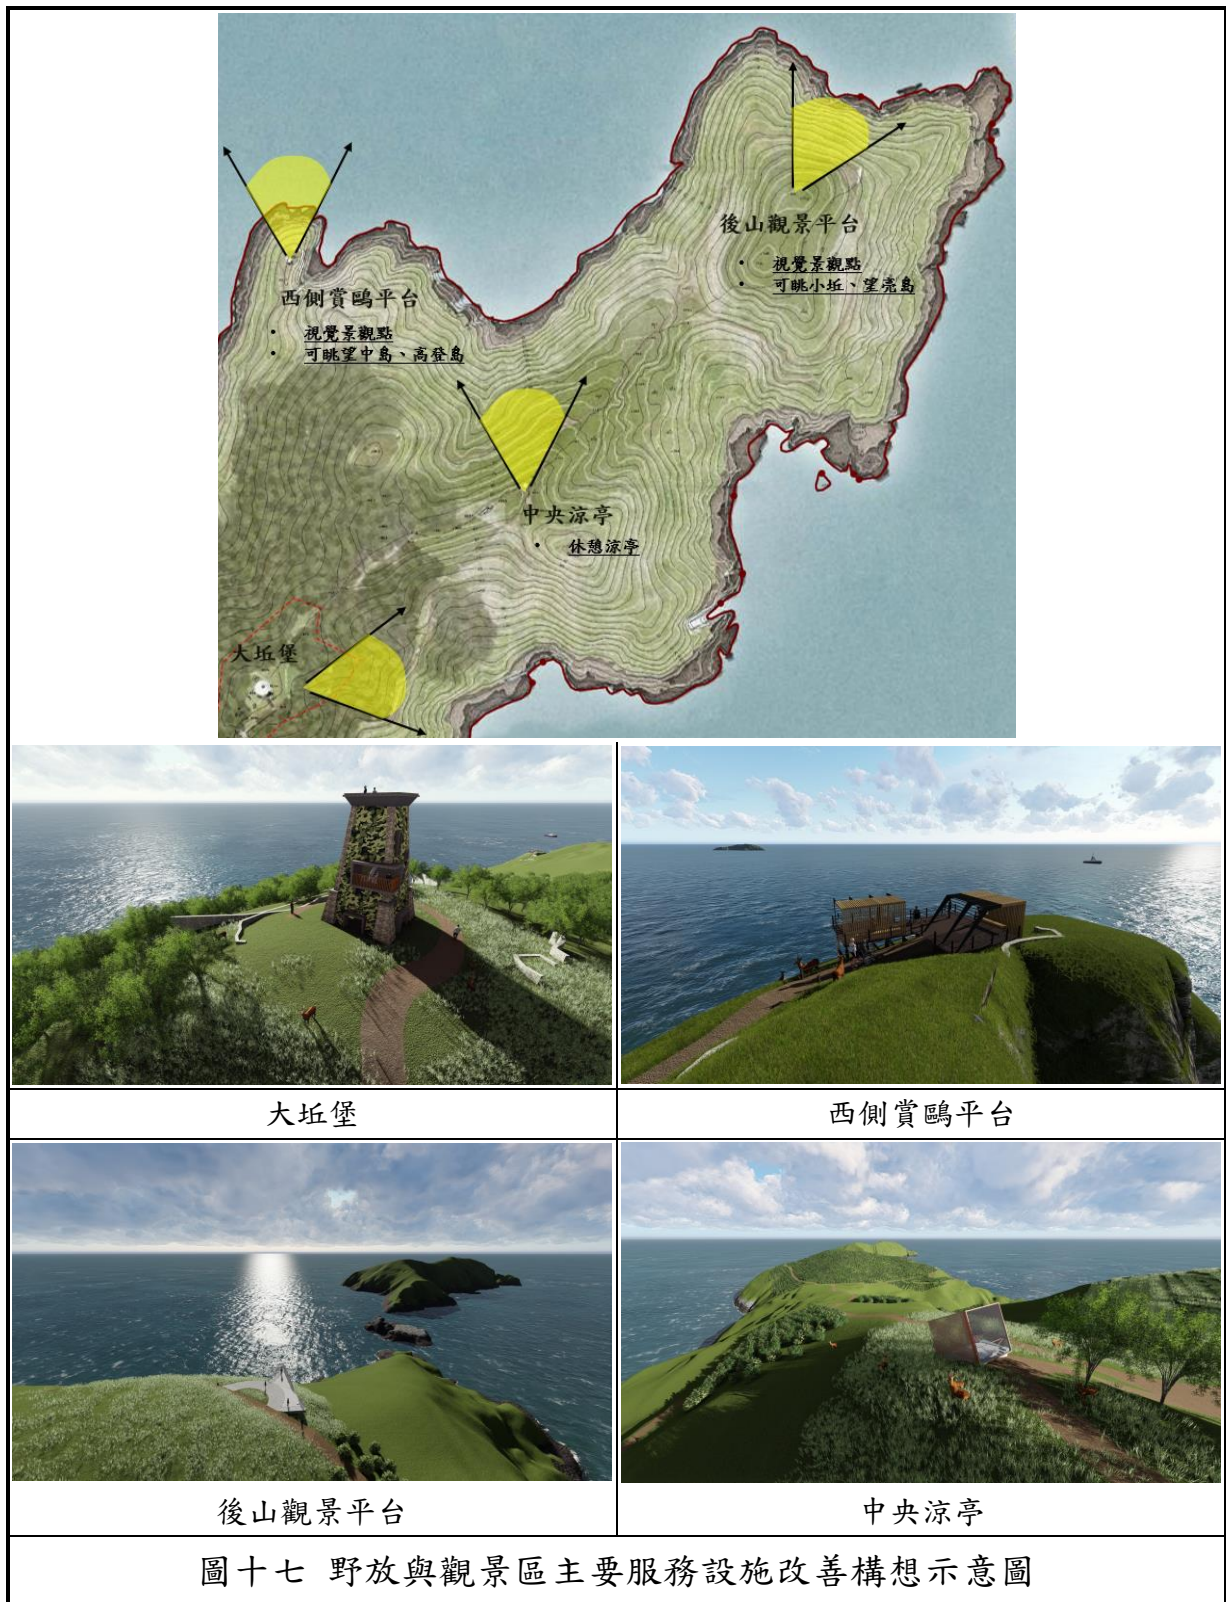 後山觀景平台
• 視覺景觀點
• 可眺小坵、望亮島
西側賞鷗平台
• 視覺景觀點
• 可眺望中島、高登島
中央涼亭
• 休憩涼亭
大坵堡
大坵堡
西側賞鷗平台
後山觀景平台
中央涼亭
圖十七 野放與觀景區主要服務設施改善構想示意圖